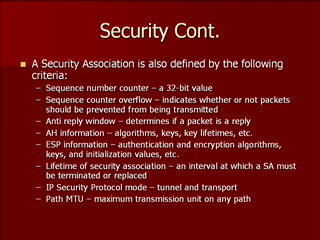 Security Cont.
A Security Association is also defined by the following
criteria:
– Sequence number counter – a 32-bit value
– Sequence counter overflow – indicates whether or not packets
should be prevented from being transmitted
– Anti reply window – determines if a packet is a reply
– AH information – algorithms, keys, key lifetimes, etc.
– ESP information – authentication and encryption algorithms,
keys, and initialization values, etc.
– Lifetime of security association – an interval at which a SA must
be terminated or replaced
– IP Security Protocol mode – tunnel and transport
– Path MTU – maximum transmission unit on any path